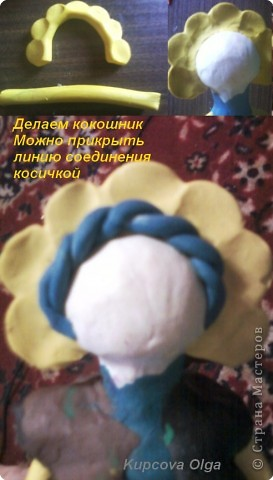 Делаем кокошник
Можно прикрыть
линию соединения
косичкой
Kupcova Olga
© Страна Мастеров